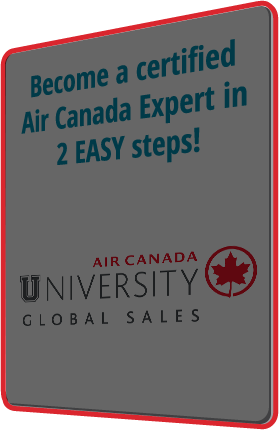 Become a certified
Air Canada Expert in
2 EASY steps!
AIR CANADA
UNIVERSITY
GLOBAL SALES